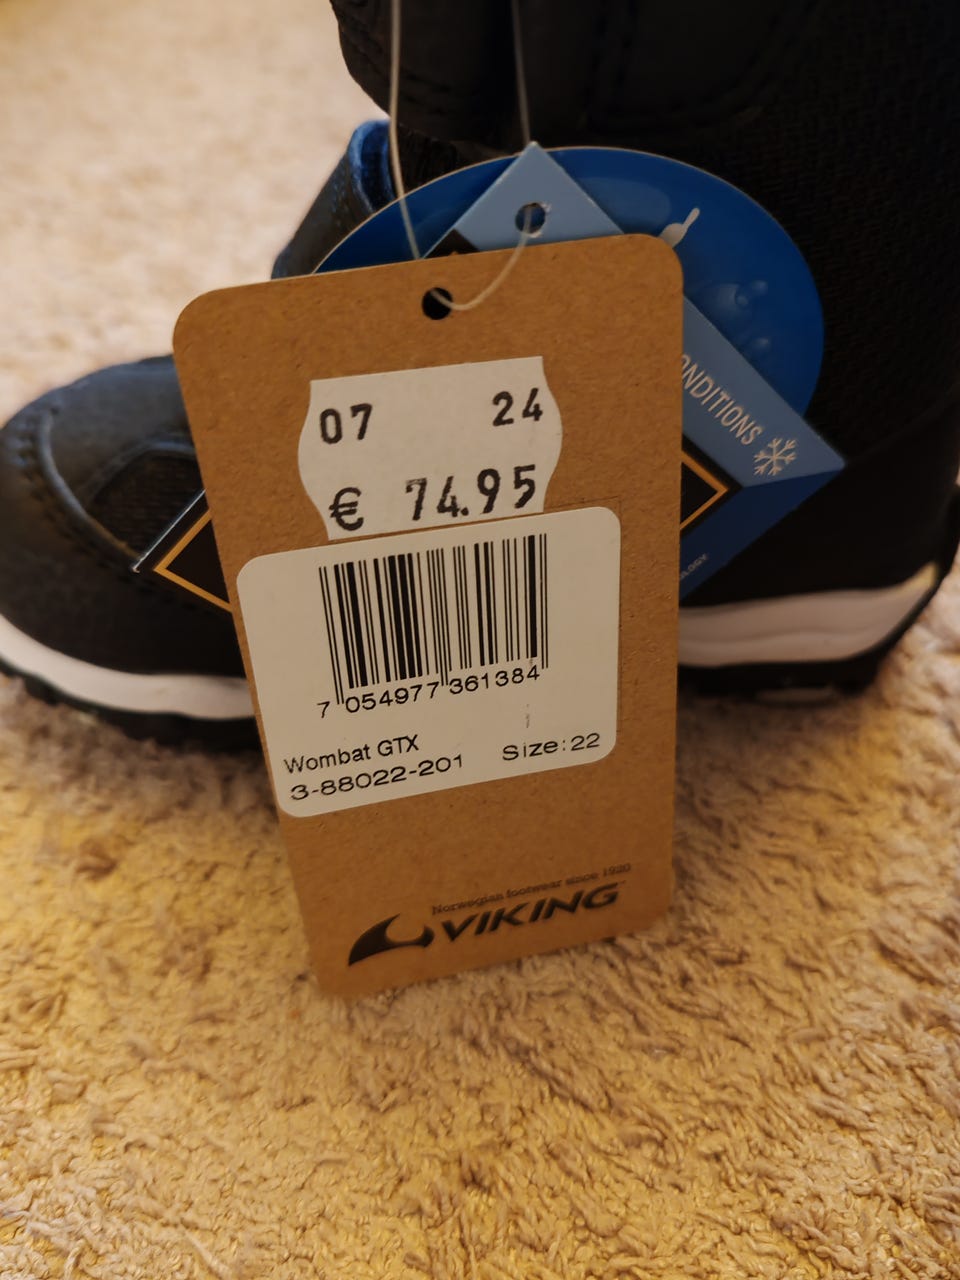 07 24
€ 74.95
ONDITIONS
OLOGY
7 054977 361384
Wombat GTX
3-88022-201 Size:22
Norwegian footwear since 1920
VIKING